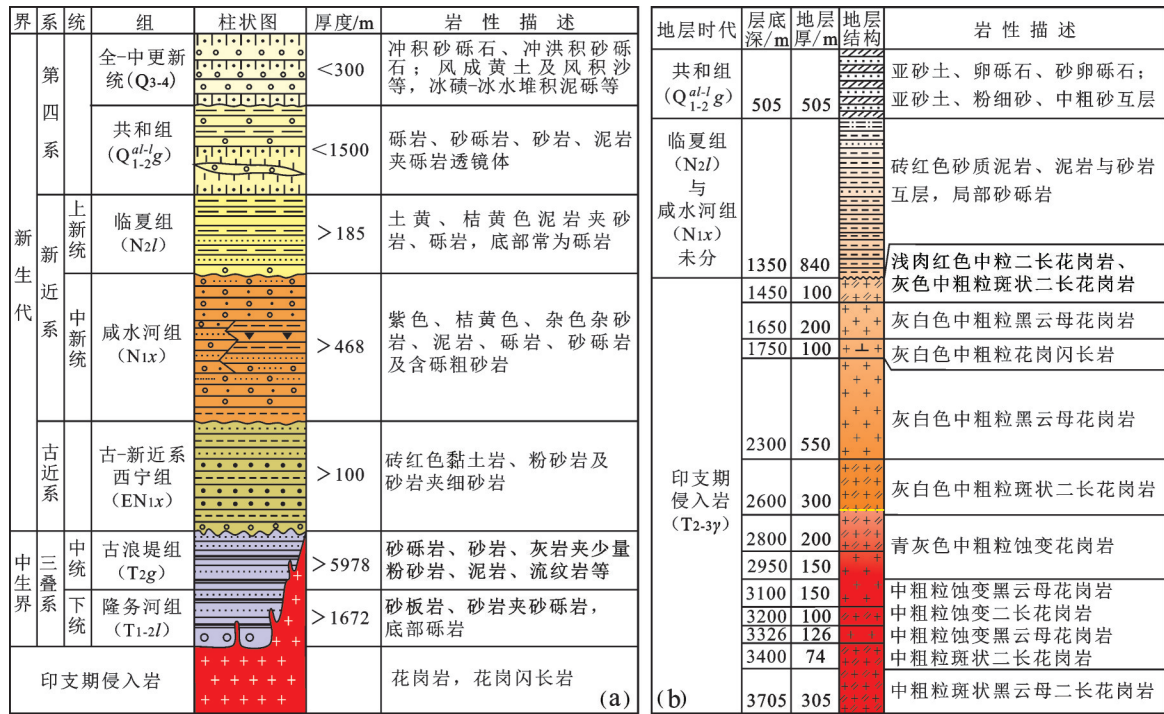 界 系 统 组 柱状图 厚度/m 岩性描述
新生代
第四系
全-中更新
统(Q3-4)
<300
冲积砂砾石、冲洪积砂砾
石；风成黄土及风积沙
等，冰碛-冰水堆积泥砾等
共和组
(Q1-2^al-l g)
<1500
砾岩、砂砾岩、砂岩、泥岩
夹砾岩透镜体
新近系
上新统
临夏组
(N2l)
>185
土黄、桔黄色泥岩夹砂
岩、砾岩，底部常为砾岩
中新统
咸水河组
(N1x)
>468
紫色、桔黄色、杂色杂砂
岩、泥岩、砾岩、砂砾岩
及含砾粗砂岩
古近系
古-新近系
西宁组
(EN1x)
>100
砖红色黏土岩、粉砂岩及
砂岩夹细砂岩
中生界
三叠系
中统
古浪堤组
(T2g)
>5978
砂砾岩、砂岩、灰岩夹少量
粉砂岩、泥岩、流纹岩等
下统
隆务河组
(T1-2l)
>1672
砂板岩、砂岩夹砂砾岩，
底部砾岩
印支期侵入岩
花岗岩，花岗闪长岩
(a)
地层时代 层底深/m 地层厚/m 地层结构 岩性描述
共和组
(Q1-2^al-l g)
505 505
亚砂土、卵砾石、砂卵砾石；
亚砂土、粉细砂、中粗砂互层
临夏组
(N2l)
与
咸水河组
(N1x)
未分
1350 840
砖红色砂质泥岩、泥岩与砂岩
互层，局部砂砾岩
印支期
侵入岩
(T2-3γ)
1450 100
浅肉红色中粒二长花岗岩、
灰色中粗粒斑状二长花岗岩
1650 200 灰白色中粗粒黑云母花岗岩
1750 100 灰白色中粗粒花岗闪长岩
2300 550 灰白色中粗粒黑云母花岗岩
2600 300 灰白色中粗粒斑状二长花岗岩
2800 200 青灰色中粗粒蚀变花岗岩
2950 150
3100 150 中粗粒蚀变黑云母花岗岩
3200 100 中粗粒蚀变二长花岗岩
3326 126 中粗粒蚀变黑云母花岗岩
3400 74 中粗粒斑状二长花岗岩
3705 305 中粗粒斑状黑云母二长花岗岩
(b)